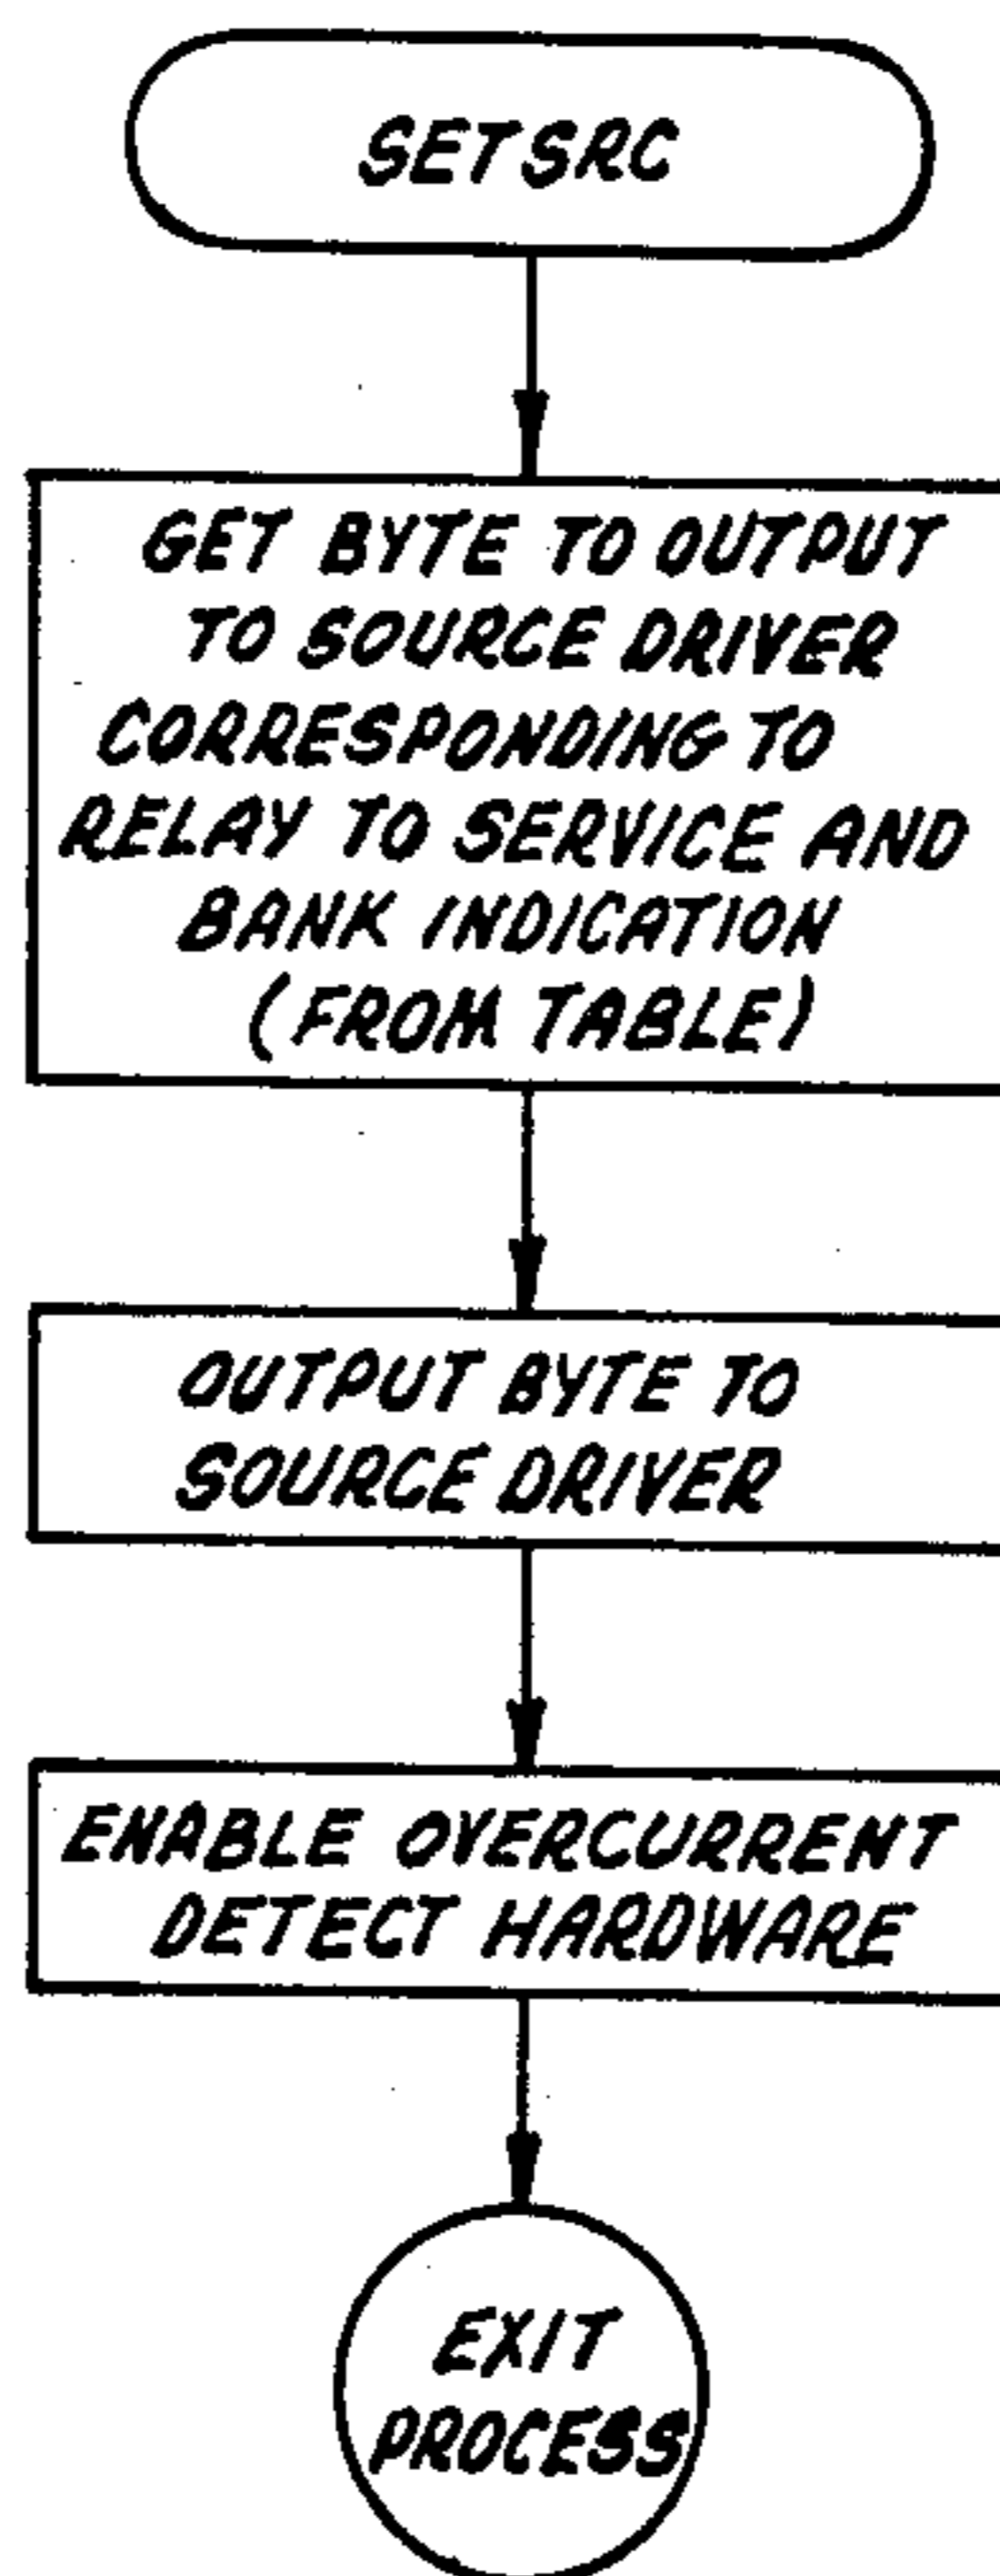 SETSRC
GET BYTE TO OUTPUT
TO SOURCE DRIVER
CORRESPONDING TO
RELAY TO SERVICE AND
BANK INDICATION
(FROM TABLE)
OUTPUT BYTE TO
SOURCE DRIVER
ENABLE OVERCURRENT
DETECT HARDWARE
EXIT
PROCESS